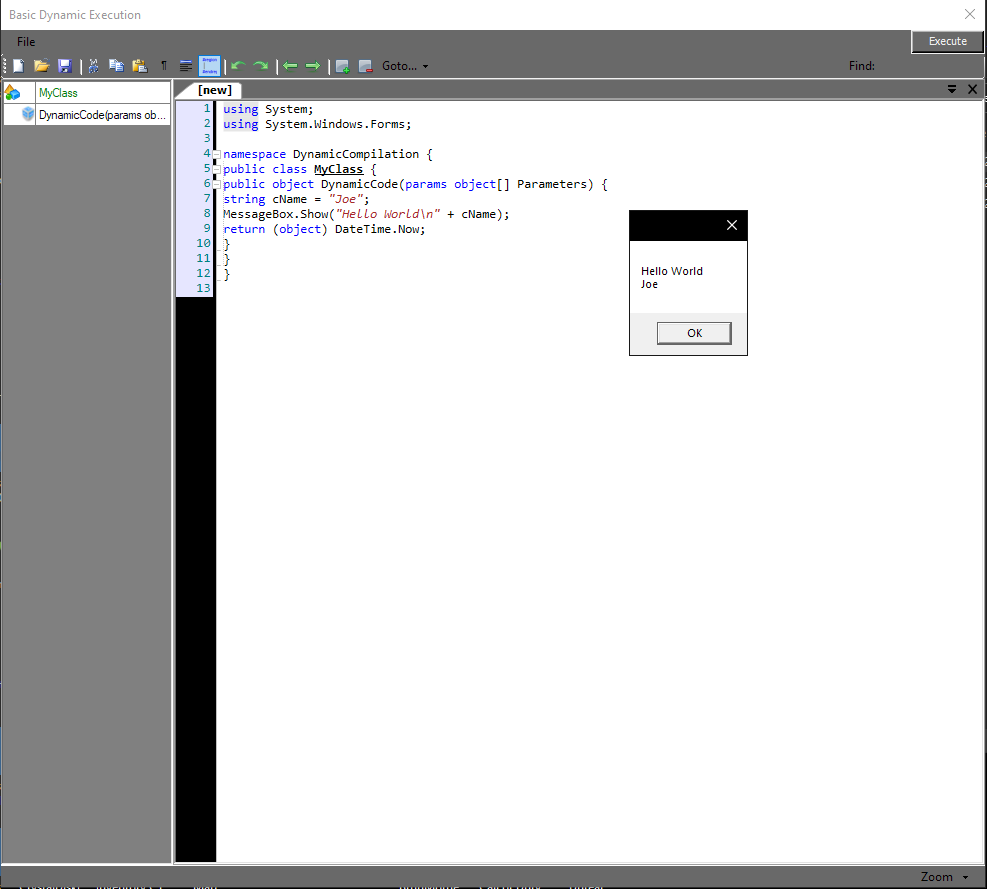 Basic Dynamic Execution
File
Execute
Goto...
Find:
MyClass
DynamicCode(params ob...
[new]
1 using System;
2 using System.Windows.Forms;
3
4 namespace DynamicCompilation {
5 public class MyClass {
6 public object DynamicCode(params object[] Parameters) {
7 string cName = "Joe";
8 MessageBox.Show("Hello World\n" + cName);
9 return (object) DateTime.Now;
10 }
11 }
12 }
13
Hello World
Joe
OK
Zoom